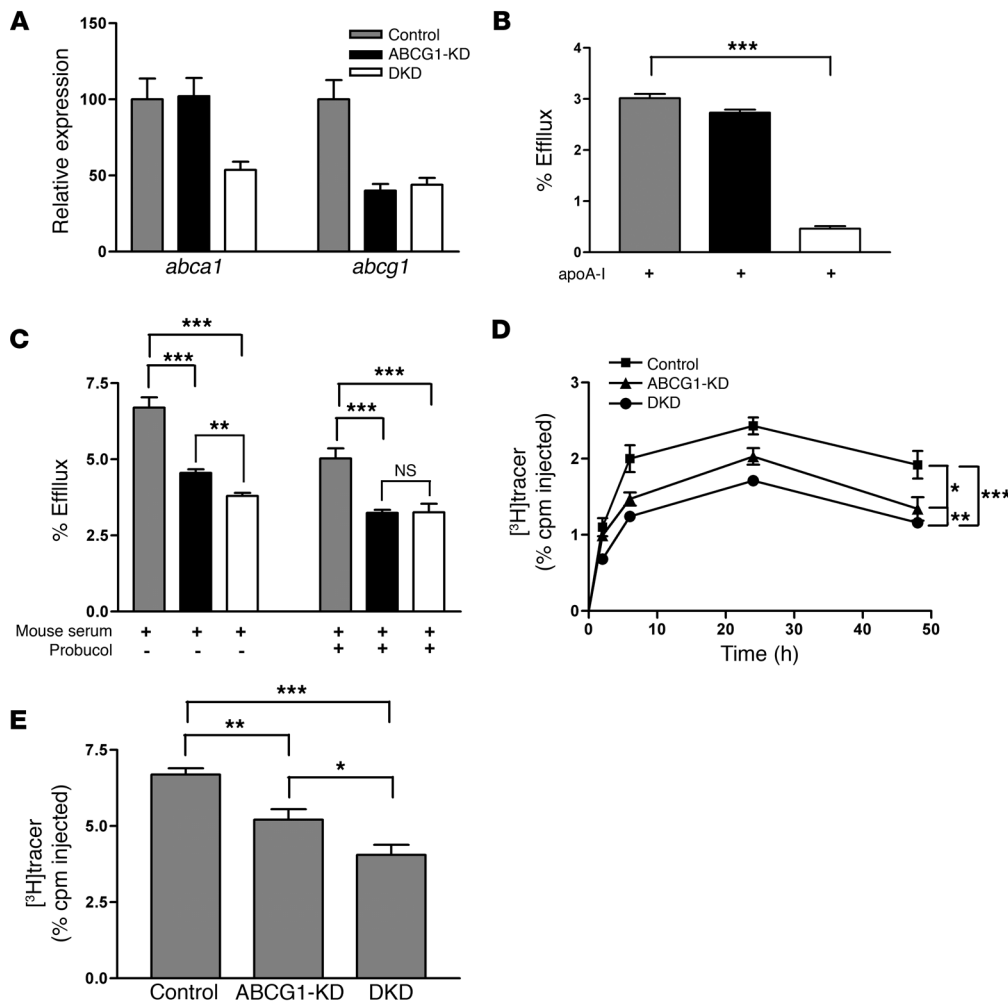 A
150
100
50
0
Relative expression
Control
ABCG1-KD
DKD
abca1 abcg1
B
***
4
3
2
1
0
% Effllux
apoA-I + + +
C
***
***
**
***
***
NS
7.5
5.0
2.5
0.0
% Effllux
Mouse serum + + + + + +
Probucol - - - + + +
D
Control
ABCG1-KD
DKD
3
2
1
0
[³H]tracer
(% cpm injected)
*
**
***
0 10 20 30 40 50
Time (h)
E
***
**
*
7.5
5.0
2.5
0.0
[³H]tracer
(% cpm injected)
Control ABCG1-KD DKD